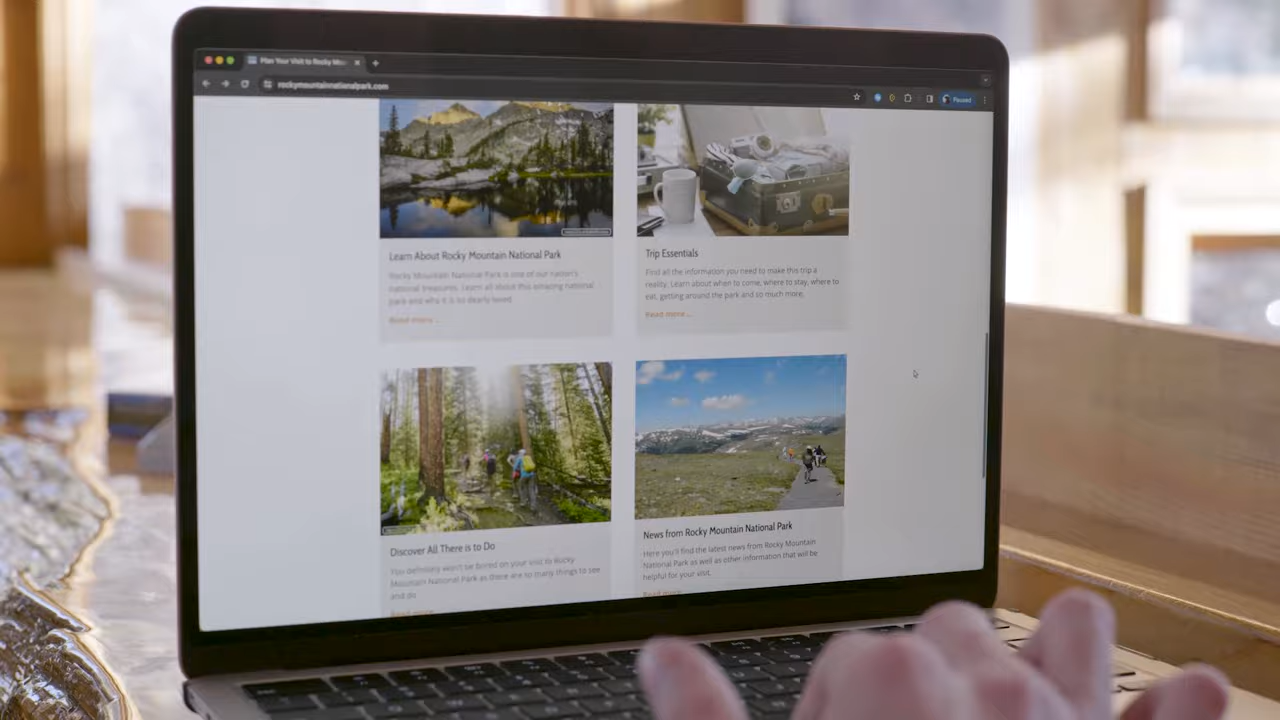 Plan Your Visit to Rocky Mou
rockymountainnationalpark.com
Paused
Learn About Rocky Mountain National Park
Rocky Mountain National Park is one of our nation's
national treasures. Learn all about this amazing national
park and why it is so dearly loved.
Read more...
Trip Essentials
Find all the information you need to make this trip a
reality. Learn about when to come, where to stay, where to
eat, getting around the park and so much more.
Read more...
Discover All There is to Do
You definitely won't be bored on your visit to Rocky
Mountain National Park as there are so many things to see
and do.
Read more
News from Rocky Mountain National Park
Here you'll find the latest news from Rocky Mountain
National Park as well as other information that will be
helpful for your visit.
Read more